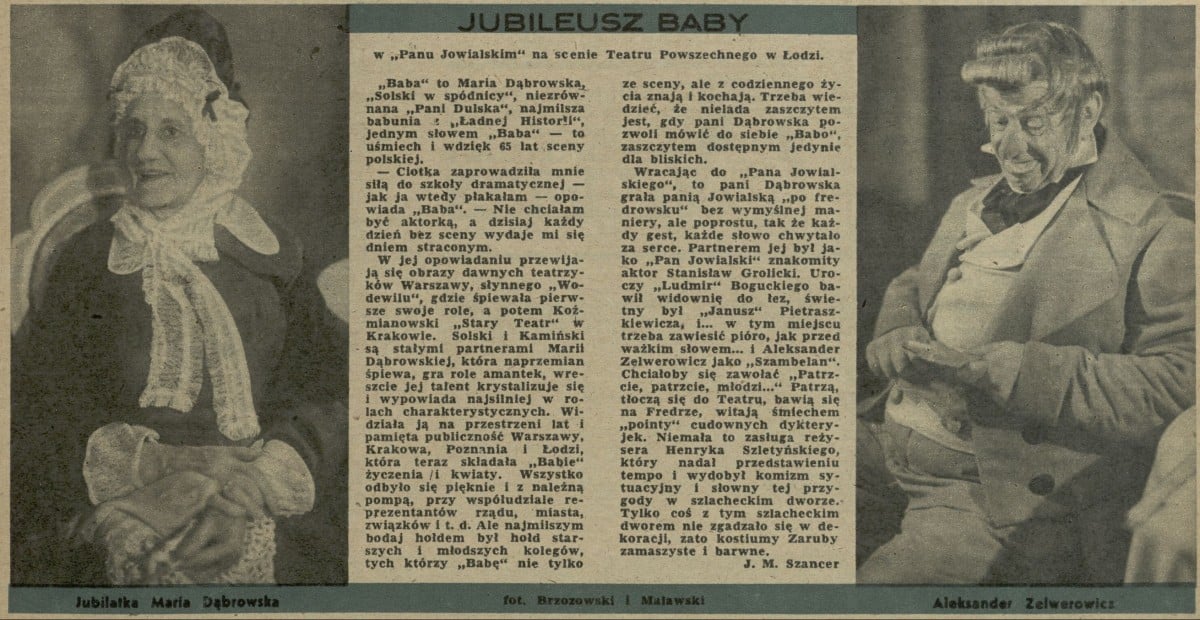 JUBILEUSZ BABY
w „Panu Jowialskim“ na scenie Teatru Powszechnego w Łodzi.
„Baba“ to Maria Dąbrowska,
„Solski w spódnicy“, niezrów-
nana „Pani Dulska“, najmilsza
babunia z „Ładnej Historii“,
jednym słowem „Baba“ — to
uśmiech i wdzięk 65 lat sceny
polskiej.
— Ciotka zaprowadziła mnie
siłą do szkoły dramatycznej —
jak ja wtedy płakałam — opo-
wiada „Baba“. — Nie chciałam
być aktorką, a dzisiaj każdy
dzień bez sceny wydaje mi się
dniem straconym.
W jej opowiadaniu przewija-
ją się obrazy dawnych teatrzy-
ków Warszawy, słynnego „Wo-
dewilu“, gdzie śpiewała pierw-
sze swoje role, a potem Koź-
mianowski „Stary Teatr“ w
Krakowie. Solski i Kamiński
są stałymi partnerami Marii
Dąbrowskiej, która naprzemian
śpiewa, gra role amantek, wre-
szcie jej talent krystalizuje się
i wypowiada najsilniej w ro-
lach charakterystycznych. Wi-
działa ją na przestrzeni lat i
pamięta publiczność Warszawy,
Krakowa, Poznania i Łodzi,
która teraz składała „Babie“
życzenia i kwiaty. Wszystko
odbyło się pięknie i z należną
pompą, przy współudziale re-
prezentantów rządu, miasta,
związków i t. d. Ale najmilszym
bodaj hołdem był hołd star-
szych i młodszych kolegów,
tych którzy „Babę“ nie tylko
ze sceny, ale z codziennego ży-
cia znają i kochają. Trzeba wie-
dzieć, że nielada zaszczytem
jest, gdy pani Dąbrowska po-
zwoli mówić do siebie „Babo“,
zaszczytem dostępnym jedynie
dla bliskich.
Wracając do „Pana Jowial-
skiego“, to pani Dąbrowska
grała panią Jowialską „po fre-
drowsku“ bez wymyślnej ma-
niery, ale poprostu, tak że każ-
dy gest, każde słowo chwytało
za serce. Partnerem jej był ja-
ko „Pan Jowialski“ znakomity
aktor Stanisław Grolicki. Uro-
czy „Ludmir“ Boguckiego ba-
wił widownię do łez, świe-
tny był „Janusz“ Pietrasz-
kiewicza, i... w tym miejscu
trzeba zawiesić pióro, jak przed
ważkim słowem... i Aleksander
Zelwerowicz jako „Szambelan“.
Chciałoby się zawołać „Patrz-
cie, patrzcie, młodzi...“ Patrzą,
tłoczą się do Teatru, bawią się
na Fredrze, witają śmiechem
„pointy“ cudownych dyktery-
jek. Niemała to zasługa reży-
sera Henryka Szletyńskiego,
który nadał przedstawieniu
tempo i wydobył komizm sy-
tuacyjny i słowny tej przy-
gody w szlacheckim dworze.
Tylko coś z tym szlacheckim
dworem nie zgadzało się w de-
koracji, zato kostiumy Zaruby
zamaszyste i barwne.
J. M. Szancer
Jubilatka Maria Dąbrowska
fot. Brzozowski i Malawski
Aleksander Zelwerowicz